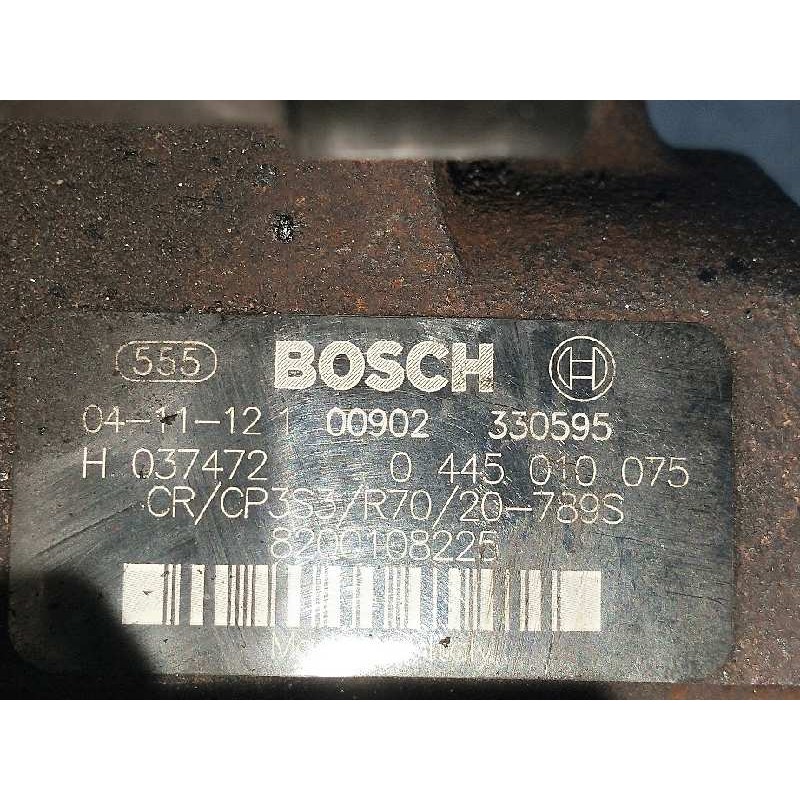 555 BOSCH
04-11-12 1 00902 330595
H 037472 0 445 010 075
CR/CP3S3/R70/20-789S
8200108225